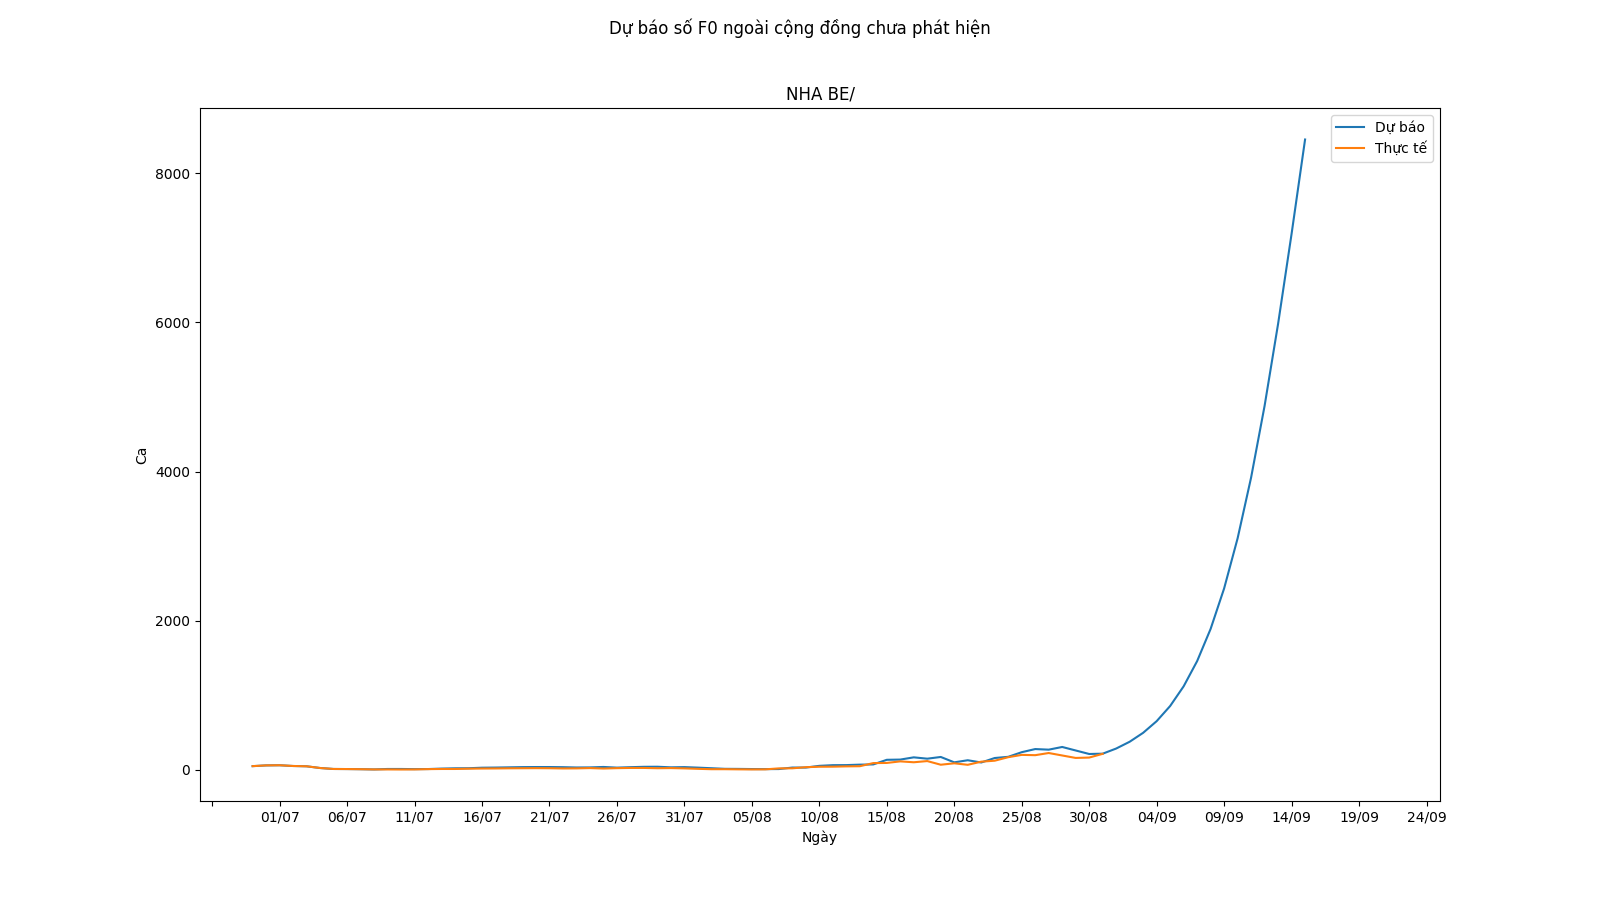 Dự báo số F0 ngoài cộng đồng chưa phát hiện
NHA BE/
Dự báo
Thực tế
8000
6000
4000
2000
0
Ca
01/07 06/07 11/07 16/07 21/07 26/07 31/07 05/08 10/08 15/08 20/08 25/08 30/08 04/09 09/09 14/09 19/09 24/09
Ngày